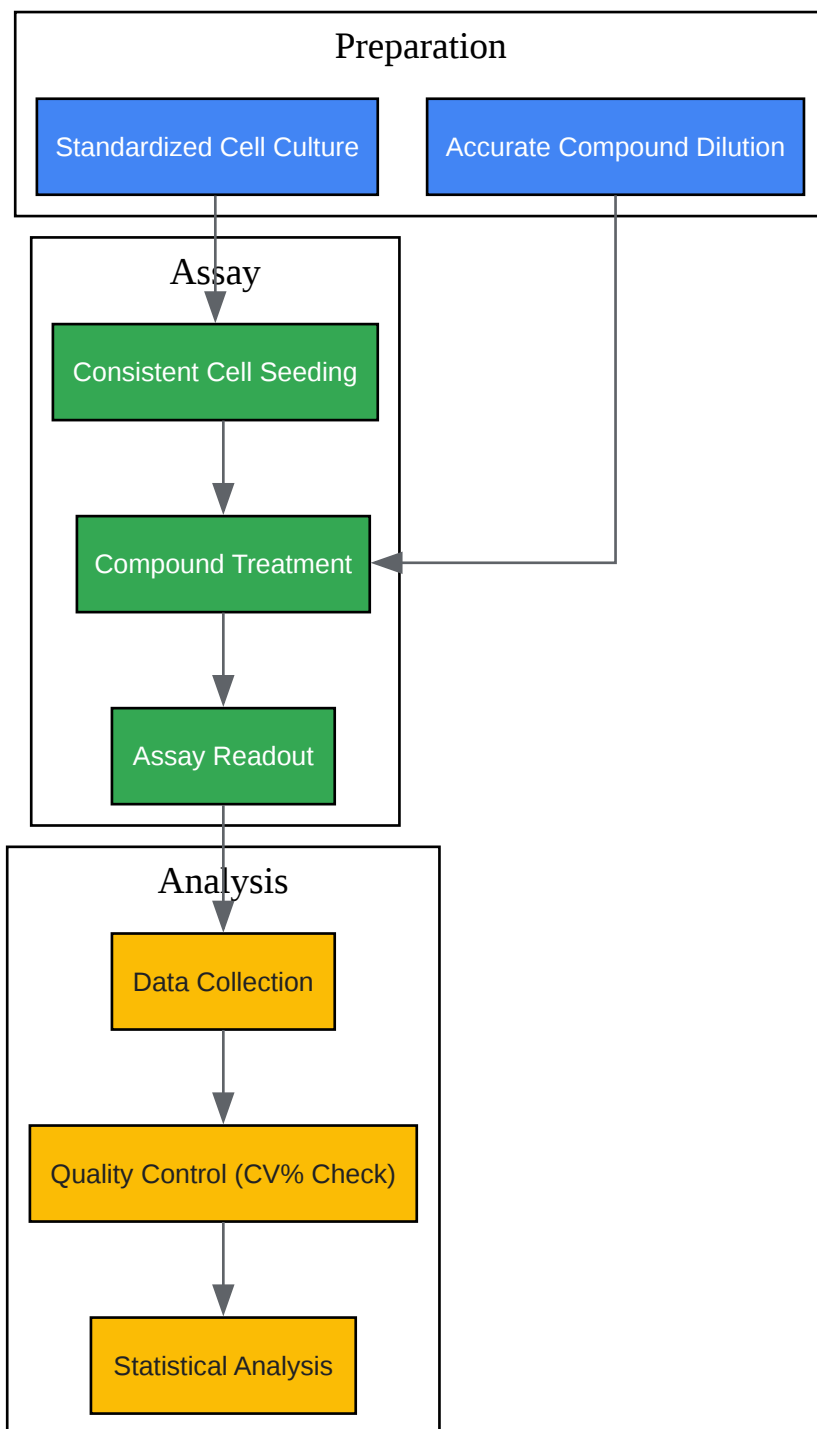 Preparation
Standardized Cell Culture
Accurate Compound Dilution
Assay
Consistent Cell Seeding
Compound Treatment
Assay Readout
Analysis
Data Collection
Quality Control (CV% Check)
Statistical Analysis